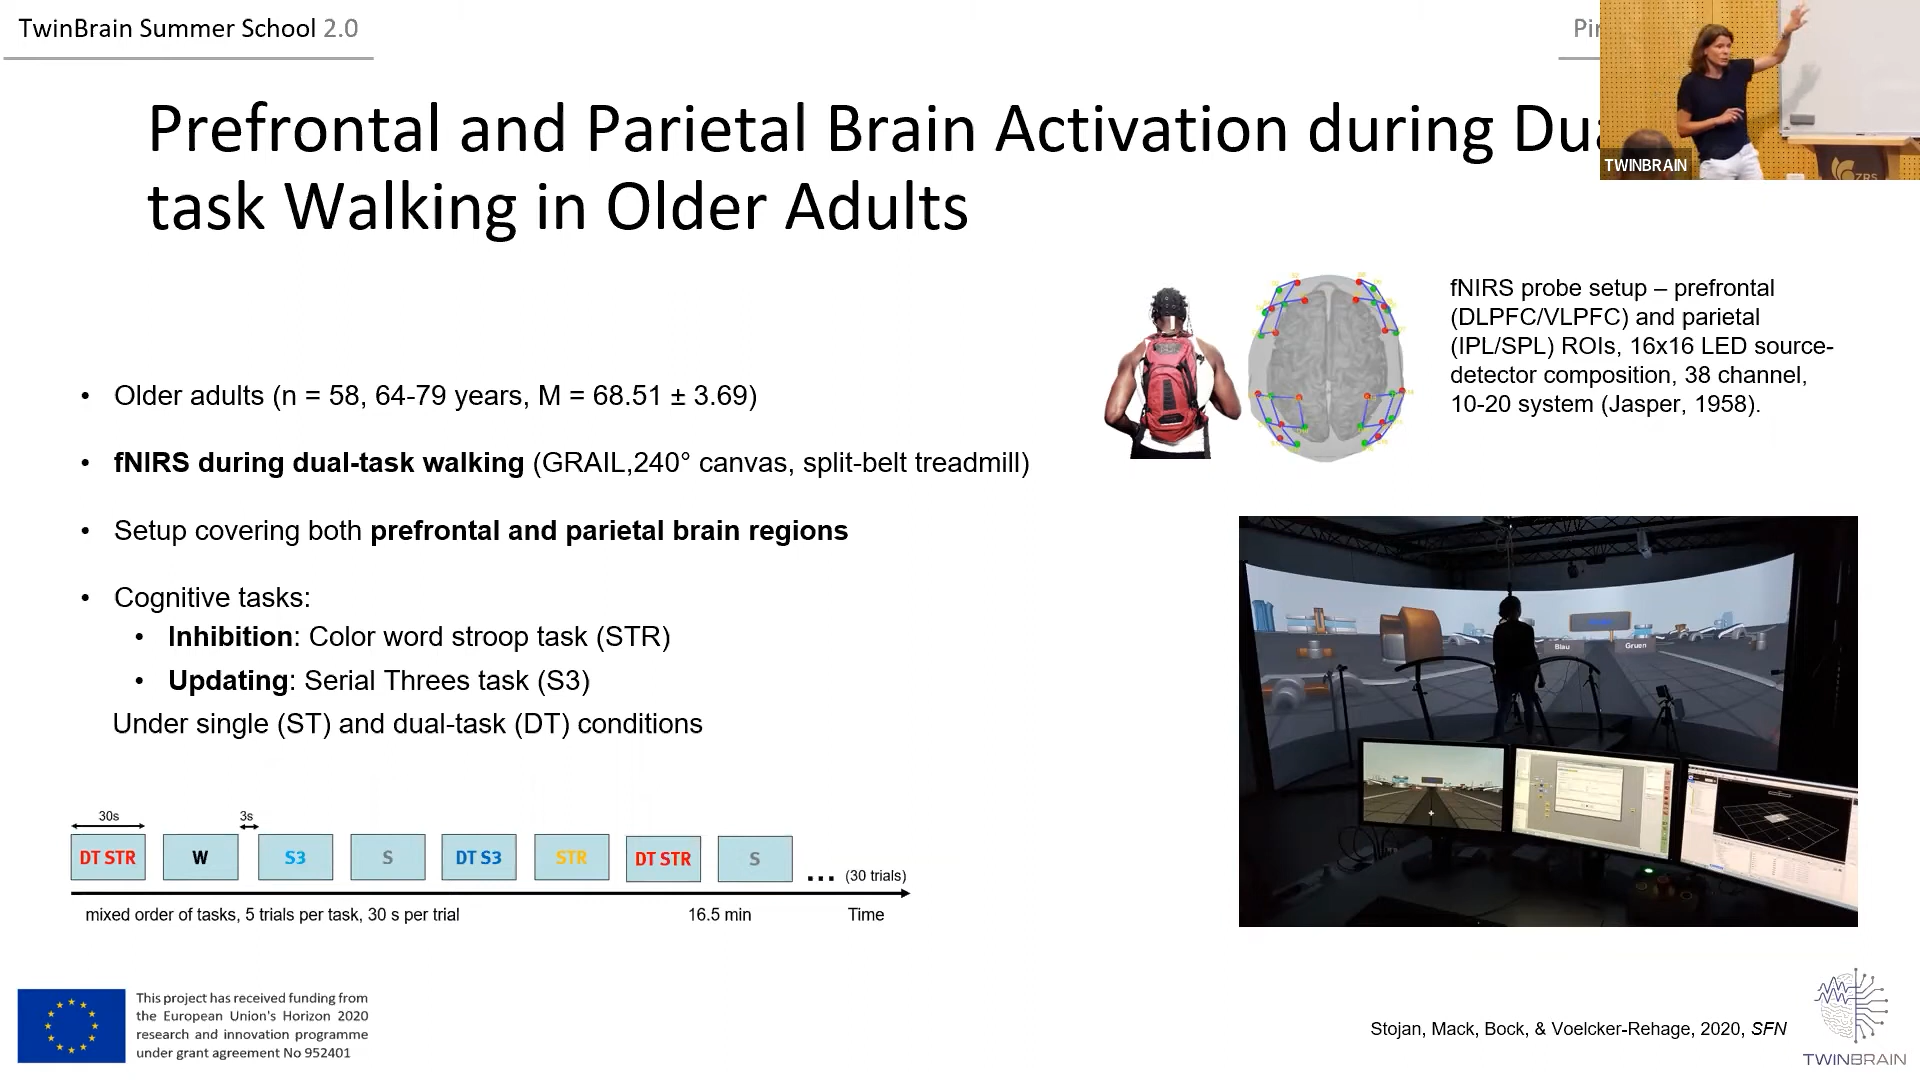 TwinBrain Summer School 2.0
TWINBRAIN
ZRS
Prefrontal and Parietal Brain Activation during
task Walking in Older Adults
fNIRS probe setup – prefrontal
(DLPFC/VLPFC) and parietal
(IPL/SPL) ROIs, 16x16 LED source-
detector composition, 38 channel,
10-20 system (Jasper, 1958).
• Older adults (n = 58, 64-79 years, M = 68.51 ± 3.69)
• fNIRS during dual-task walking (GRAIL,240° canvas, split-belt treadmill)
• Setup covering both prefrontal and parietal brain regions
• Cognitive tasks:
• Inhibition: Color word stroop task (STR)
• Updating: Serial Threes task (S3)
Under single (ST) and dual-task (DT) conditions
Blau
Gruen
30s
3s
DT STR W S3 S DT S3 STR DT STR S ... (30 trials)
mixed order of tasks, 5 trials per task, 30 s per trial 16.5 min Time
This project has received funding from
the European Union's Horizon 2020
research and innovation programme
under grant agreement No 952401
Stojan, Mack, Bock, & Voelcker-Rehage, 2020, SFN
TWINBRAIN